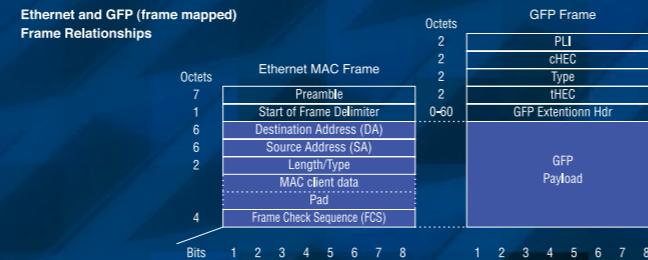 Ethernet and GFP (frame mapped)
Frame Relationships
Octets
Ethernet MAC Frame
7 Preamble
1 Start of Frame Delimiter
6 Destination Address (DA)
6 Source Address (SA)
2 Length/Type
MAC client data
Pad
4 Frame Check Sequence (FCS)
Bits 1 2 3 4 5 6 7 8
Octets
GFP Frame
2 PLI
2 cHEC
2 Type
2 tHEC
0-60 GFP Extentionn Hdr
GFP
Payload
1 2 3 4 5 6 7 8